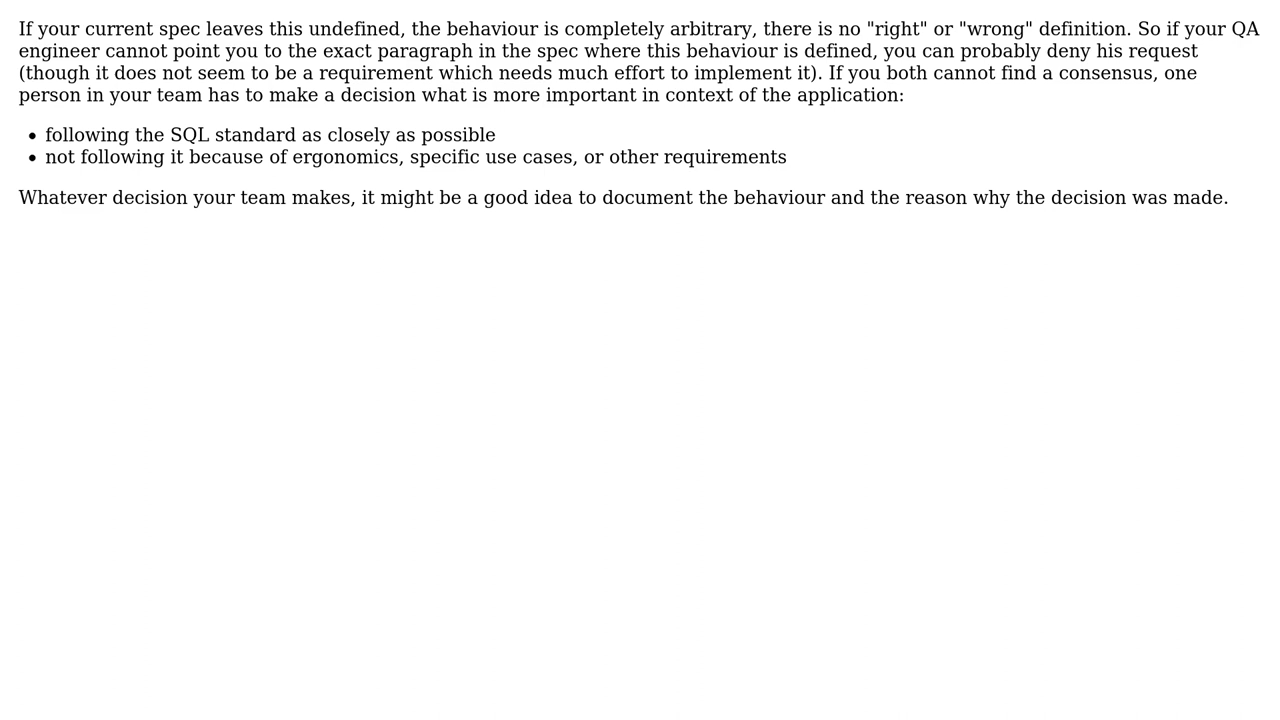 If your current spec leaves this undefined, the behaviour is completely arbitrary, there is no "right" or "wrong" definition. So if your QA
engineer cannot point you to the exact paragraph in the spec where this behaviour is defined, you can probably deny his request
(though it does not seem to be a requirement which needs much effort to implement it). If you both cannot find a consensus, one
person in your team has to make a decision what is more important in context of the application:
• following the SQL standard as closely as possible
• not following it because of ergonomics, specific use cases, or other requirements
Whatever decision your team makes, it might be a good idea to document the behaviour and the reason why the decision was made.